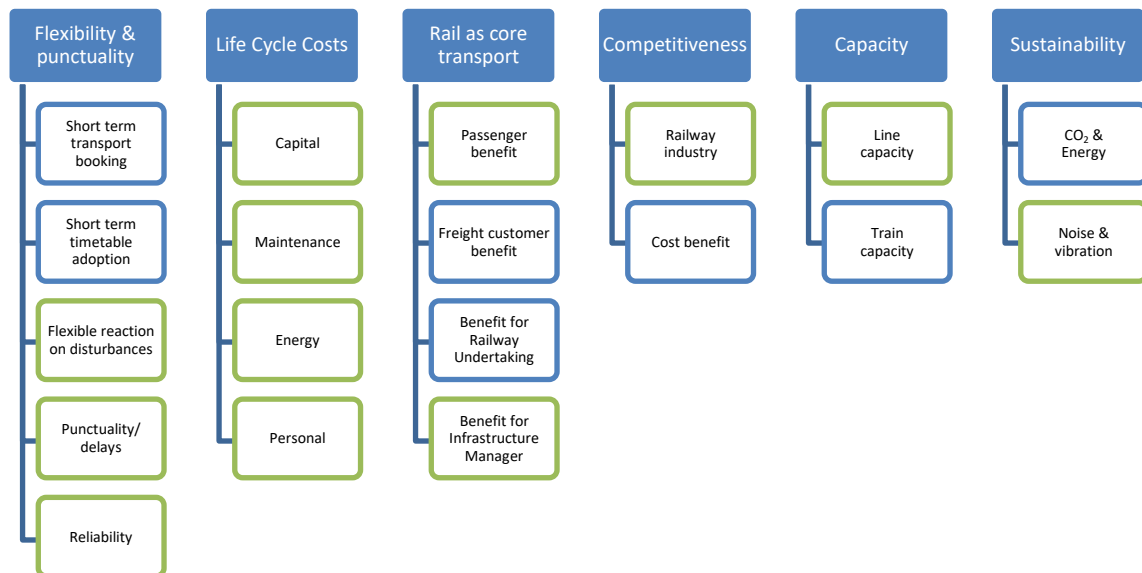 Flexibility &
punctuality
Short term
transport
booking
Short term
timetable
adoption
Flexible reaction
on disturbances
Punctuality/
delays
Reliability
Life Cycle Costs
Capital
Maintenance
Energy
Personal
Rail as core
transport
Passenger
benefit
Freight customer
benefit
Benefit for
Railway
Undertaking
Benefit for
Infrastructure
Manager
Competitiveness
Railway
industry
Cost benefit
Capacity
Line
capacity
Train
capacity
Sustainability
CO₂ &
Energy
Noise &
vibration